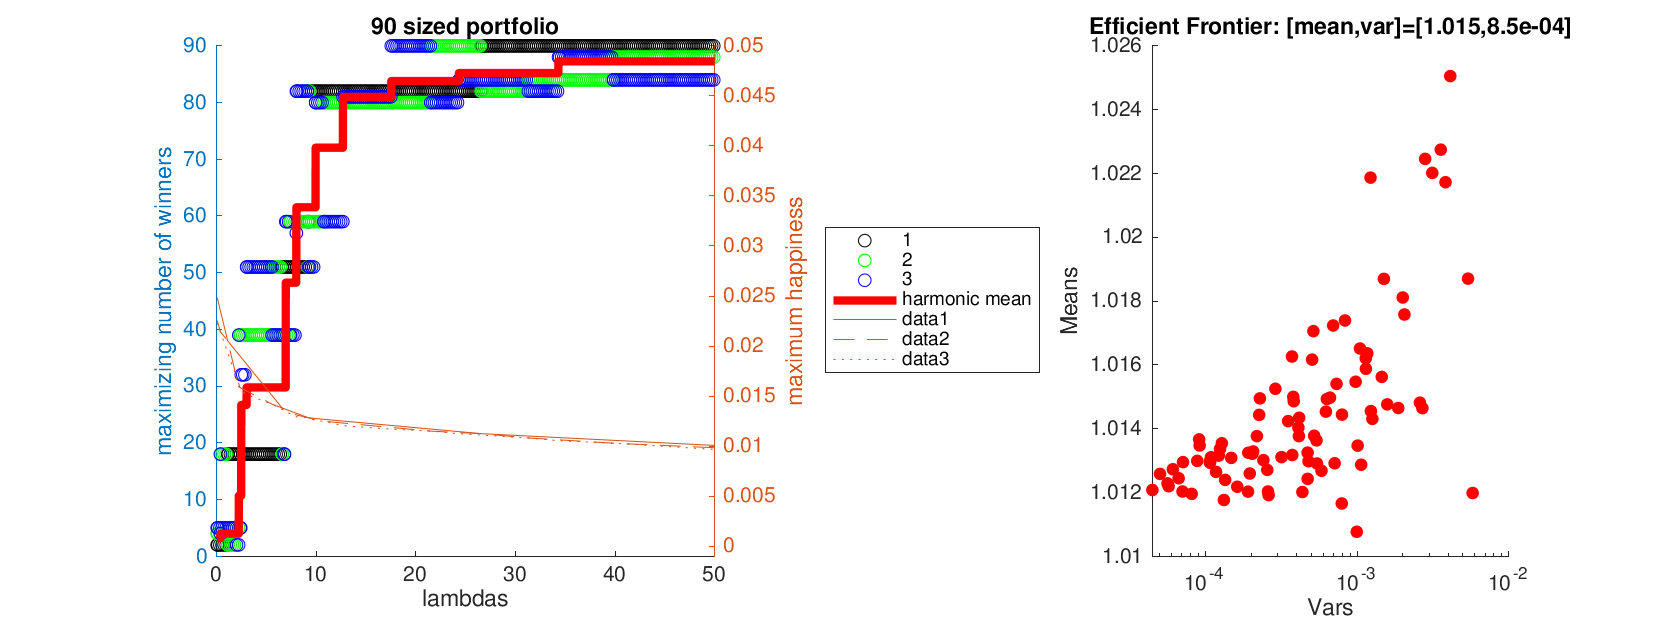 90 sized portfolio
maximizing number of winners
90
80
70
60
50
40
30
20
10
0
0.05
0.045
0.04
0.035
0.03
0.025
0.02
0.015
0.01
0.005
0
maximum happiness
0 10 20 30 40 50
lambdas
1
2
3
harmonic mean
data1
data2
data3
Efficient Frontier: [mean,var]=[1.015,8.5e-04]
Means
1.026
1.024
1.022
1.02
1.018
1.016
1.014
1.012
1.01
10^-4 10^-3 10^-2
Vars